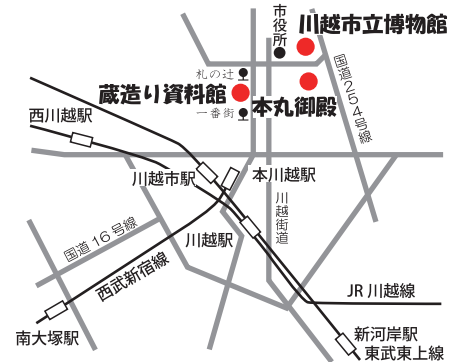 市役所
川越市立博物館
国道254号線
札の辻
蔵造り資料館
本丸御殿
一番街
西川越駅
川越市駅
本川越駅
川越街道
国道16号線
川越駅
西武新宿線
JR川越線
南大塚駅
新河岸駅
東武東上線